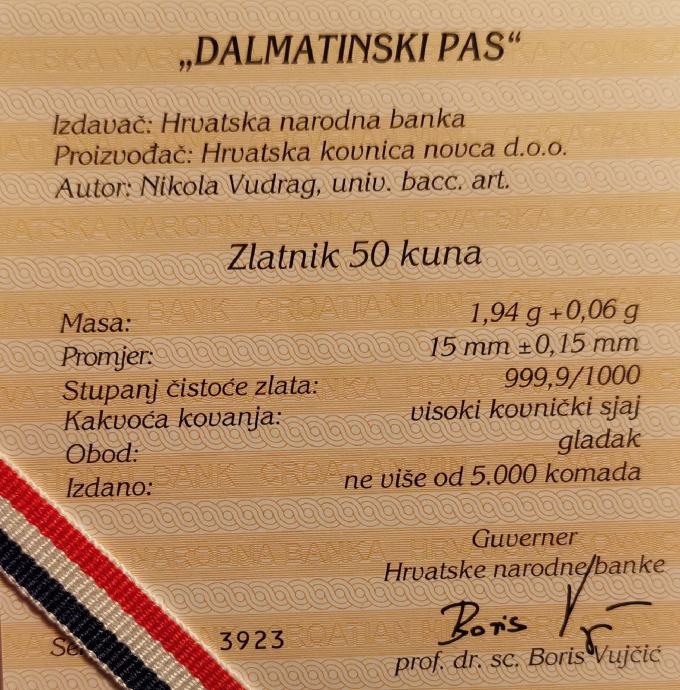 „DALMATINSKI PAS“
Izdavač: Hrvatska narodna banka
Proizvođač: Hrvatska kovnica novca d.o.o.
Autor: Nikola Vudrag, univ. bacc. art.
Zlatnik 50 kuna
Masa: 1,94 g +0,06 g
Promjer: 15 mm ±0,15 mm
Stupanj čistoće zlata: 999,9/1000
Kakvoća kovanja: visoki kovnički sjaj
Obod: gladak
Izdano: ne više od 5.000 komada
Guverner
Hrvatske narodne banke
Boris
3923
prof. dr. sc. Boris Vujčić